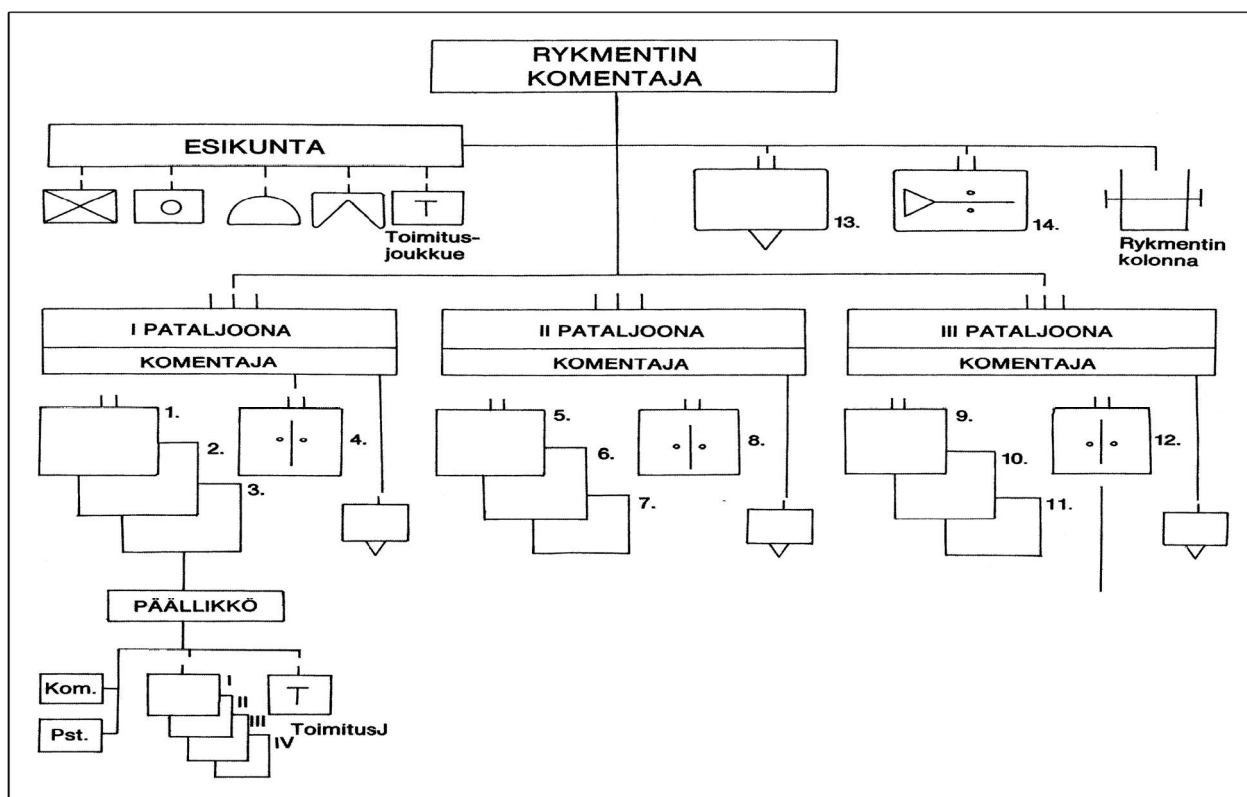 RYKMENTIN
KOMENTAJA
ESIKUNTA
T
Toimitus-
joukkue
13.
14.
Rykmentin
kolonna
I PATALJOONA
KOMENTAJA
II PATALJOONA
KOMENTAJA
III PATALJOONA
KOMENTAJA
1.
2.
3.
4.
5.
6.
7.
8.
9.
10.
11.
12.
PÄÄLLIKKÖ
Kom.
Pst.
I
II
III
IV
T
ToimitusJ